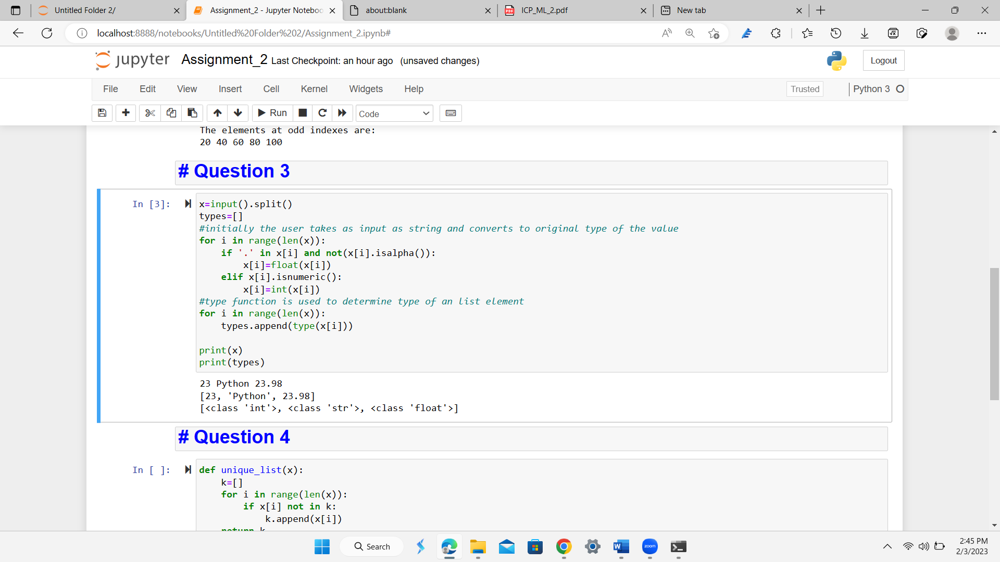 Untitled Folder 2/
Assignment_2 - Jupyter Noteboo
about:blank
PDF
ICP_ML_2.pdf
New tab
localhost:8888/notebooks/Untitled%20Folder%202/Assignment_2.ipynb#
jupyter
Assignment_2 Last Checkpoint: an hour ago (unsaved changes)
Logout
File Edit View Insert Cell Kernel Widgets Help
Trusted
Python 3
Run
Code
The elements at odd indexes are:
20 40 60 80 100
# Question 3
In [3]:
x=input().split()
types=[]
#initially the user takes as input as string and converts to original type of the value
for i in range(len(x)):
    if '.' in x[i] and not(x[i].isalpha()):
        x[i]=float(x[i])
    elif x[i].isnumeric():
        x[i]=int(x[i])
#type function is used to determine type of an list element
for i in range(len(x)):
    types.append(type(x[i]))
print(x)
print(types)
23 Python 23.98
[23, 'Python', 23.98]
[<class 'int'>, <class 'str'>, <class 'float'>]
# Question 4
In [ ]:
def unique_list(x):
    k=[]
    for i in range(len(x)):
        if x[i] not in k:
            k.append(x[i])
    return k
Search
W
zoom
2:45 PM
2/3/2023